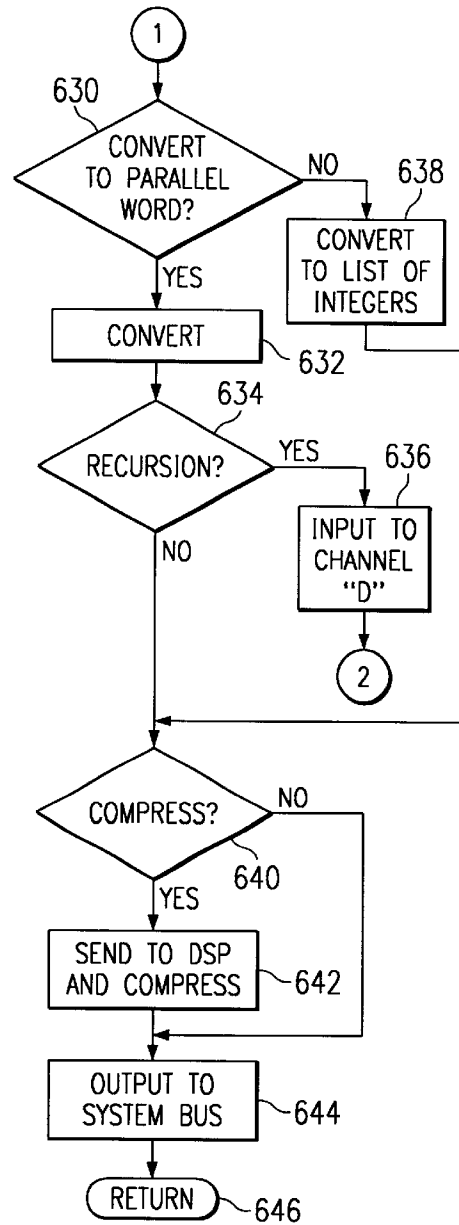 1
630
CONVERT
TO PARALLEL
WORD?
NO
638
CONVERT
TO LIST OF
INTEGERS
YES
CONVERT
632
634
RECURSION?
YES
636
INPUT TO
CHANNEL
"D"
NO
2
COMPRESS?
NO
640
YES
SEND TO DSP
AND COMPRESS
642
OUTPUT TO
SYSTEM BUS
644
RETURN
646